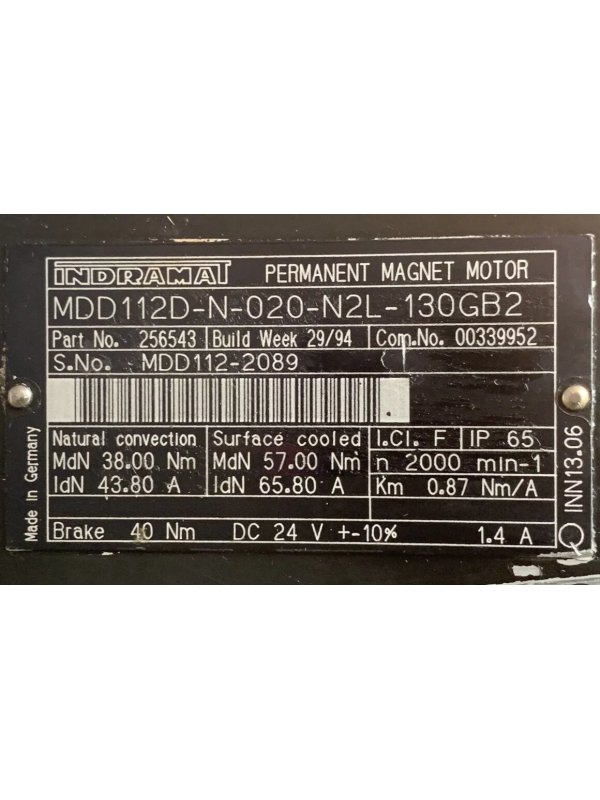 INDRAMAT PERMANENT MAGNET MOTOR
MDD112D-N-020-N2L-130GB2
Part No. 256543 Build Week 29/94 Com.No. 00339952
S.No. MDD112-2089
Natural convection Surface cooled I.Cl. F IP 65
MdN 38.00 Nm MdN 57.00 Nm n 2000 min-1
IdN 43.80 A IdN 65.80 A Km 0.87 Nm/A
Brake 40 Nm DC 24 V +-10% 1.4 A
Made in Germany
Q INN13.06